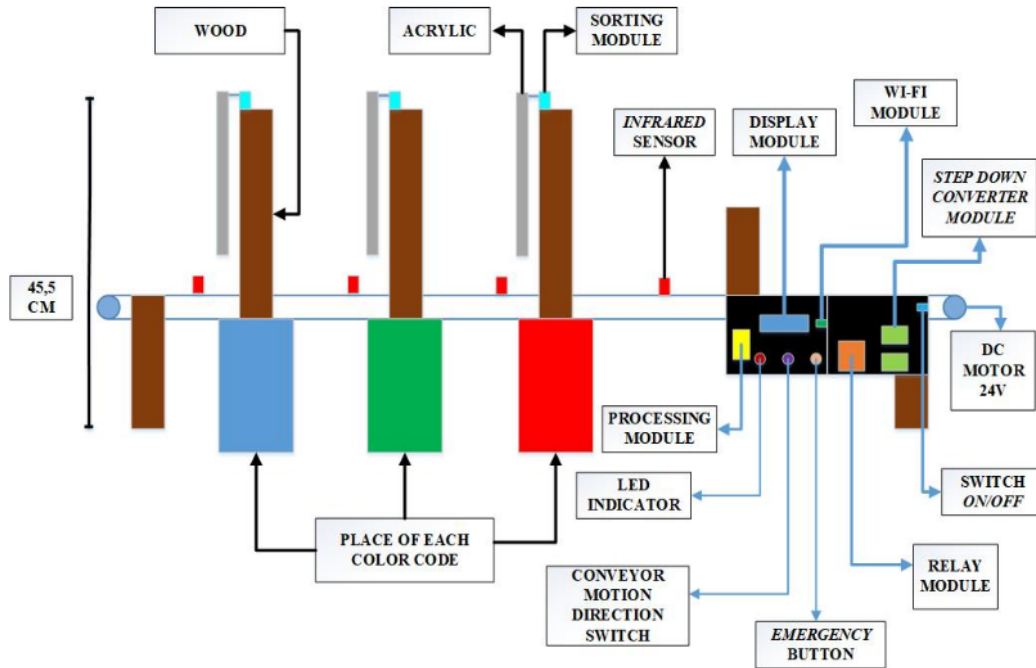 WOOD
ACRYLIC
SORTING
MODULE
INFRARED
SENSOR
DISPLAY
MODULE
WI-FI
MODULE
STEP DOWN
CONVERTER
MODULE
45,5
CM
DC
MOTOR
24V
PROCESSING
MODULE
LED
INDICATOR
SWITCH
ON/OFF
PLACE OF EACH
COLOR CODE
CONVEYOR
MOTION
DIRECTION
SWITCH
EMERGENCY
BUTTON
RELAY
MODULE